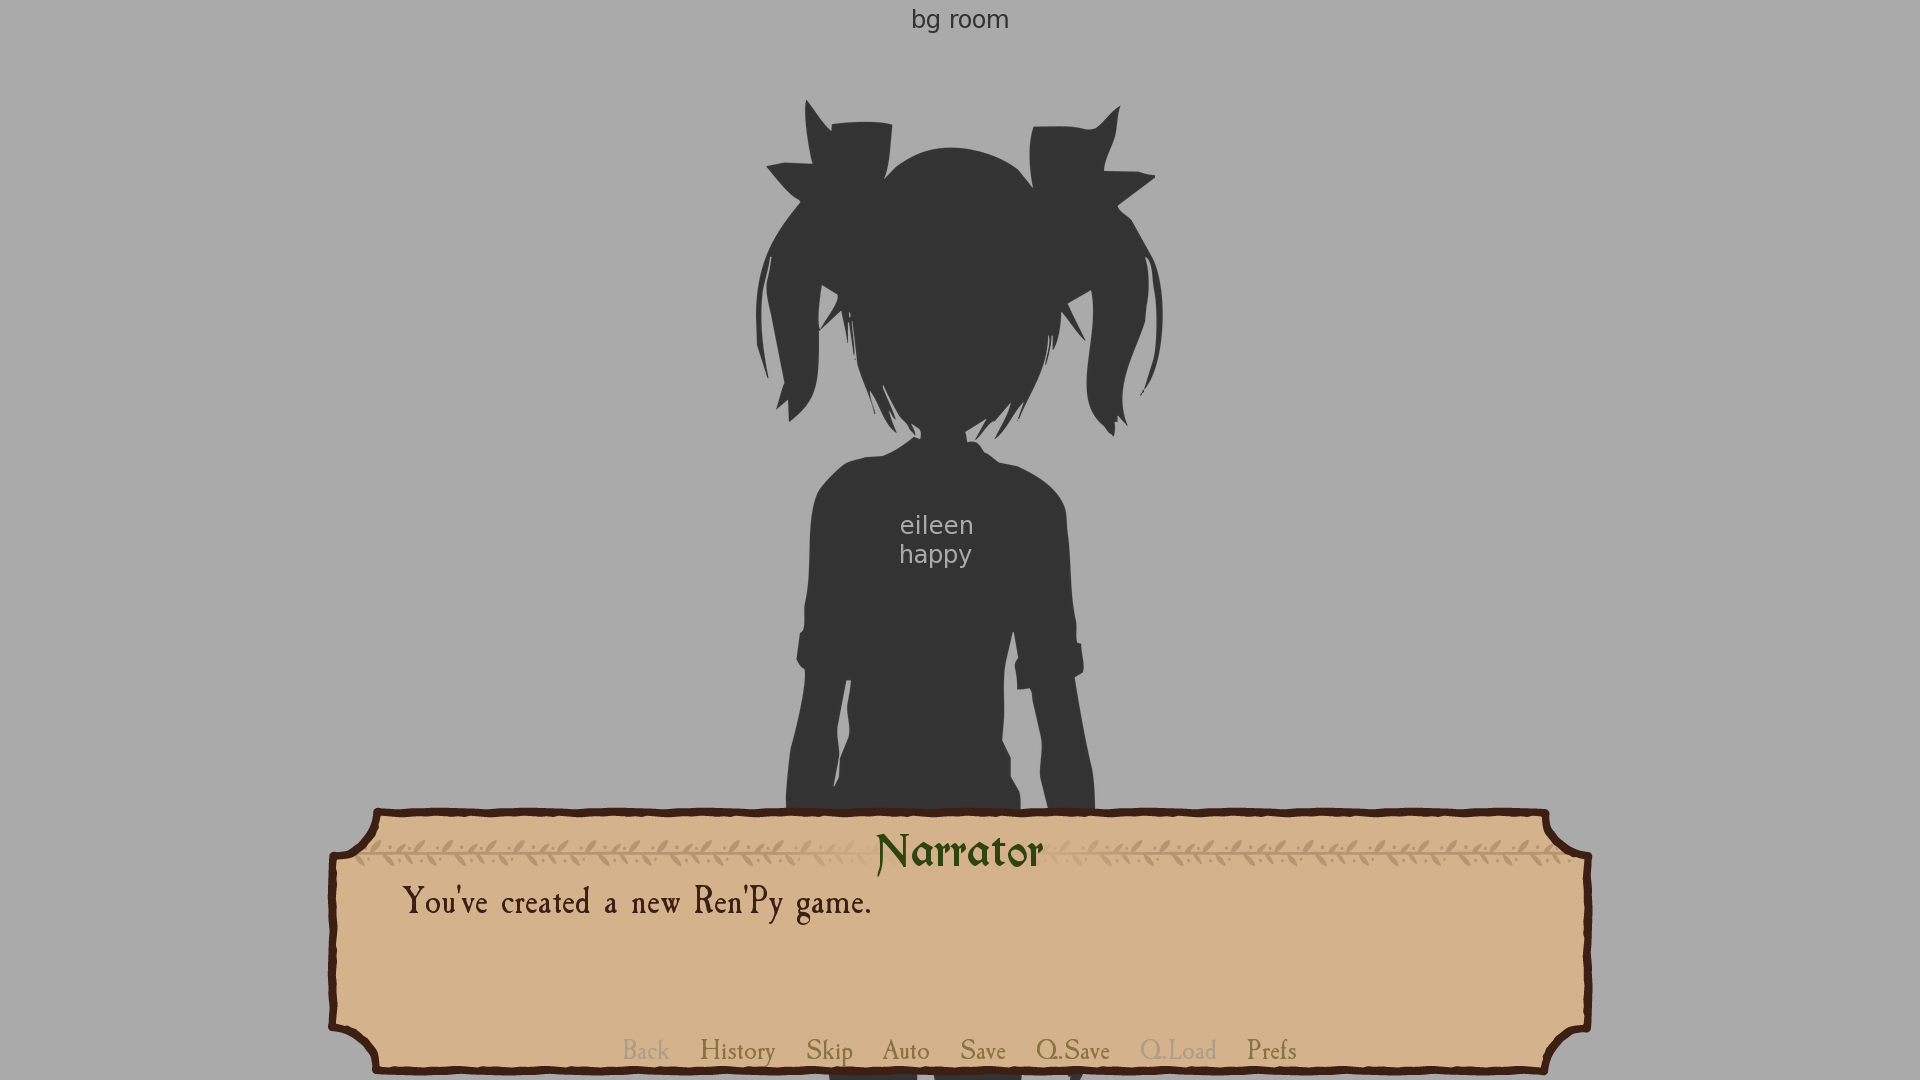 bg room
eileen
happy
Narrator
You've created a new Ren'Py game.
Back History Skip Auto Save Q.Save Q.Load Prefs